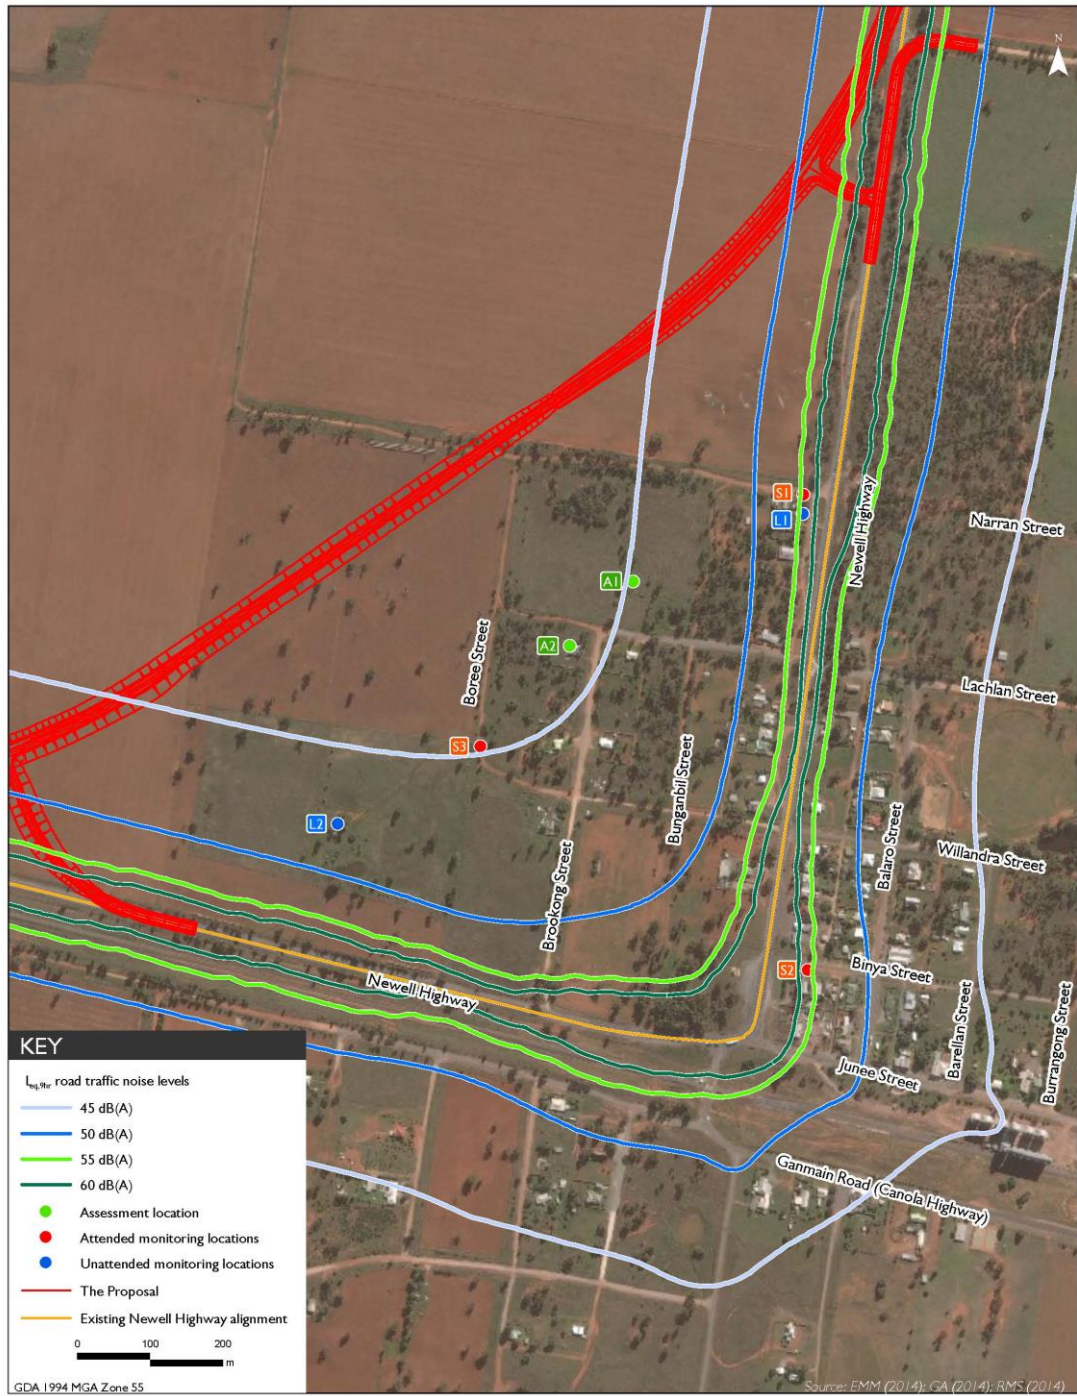 N
S1
L1
Newell Highway
Narran Street
A1
A2
Boree Street
Lachlan Street
S3
Bunganbil Street
L2
Balaro Street
Willandra Street
Brookong Street
S2
Binya Street
Newell Highway
Barellan Street
Burrangong Street
Junee Street
Ganmain Road (Canola Highway)
KEY
Leq,9hr road traffic noise levels
45 dB(A)
50 dB(A)
55 dB(A)
60 dB(A)
Assessment location
Attended monitoring locations
Unattended monitoring locations
The Proposal
Existing Newell Highway alignment
0 100 200
m
GDA 1994 MGA Zone 55
Source: EMM (2014); GA (2014); RMS (2014)